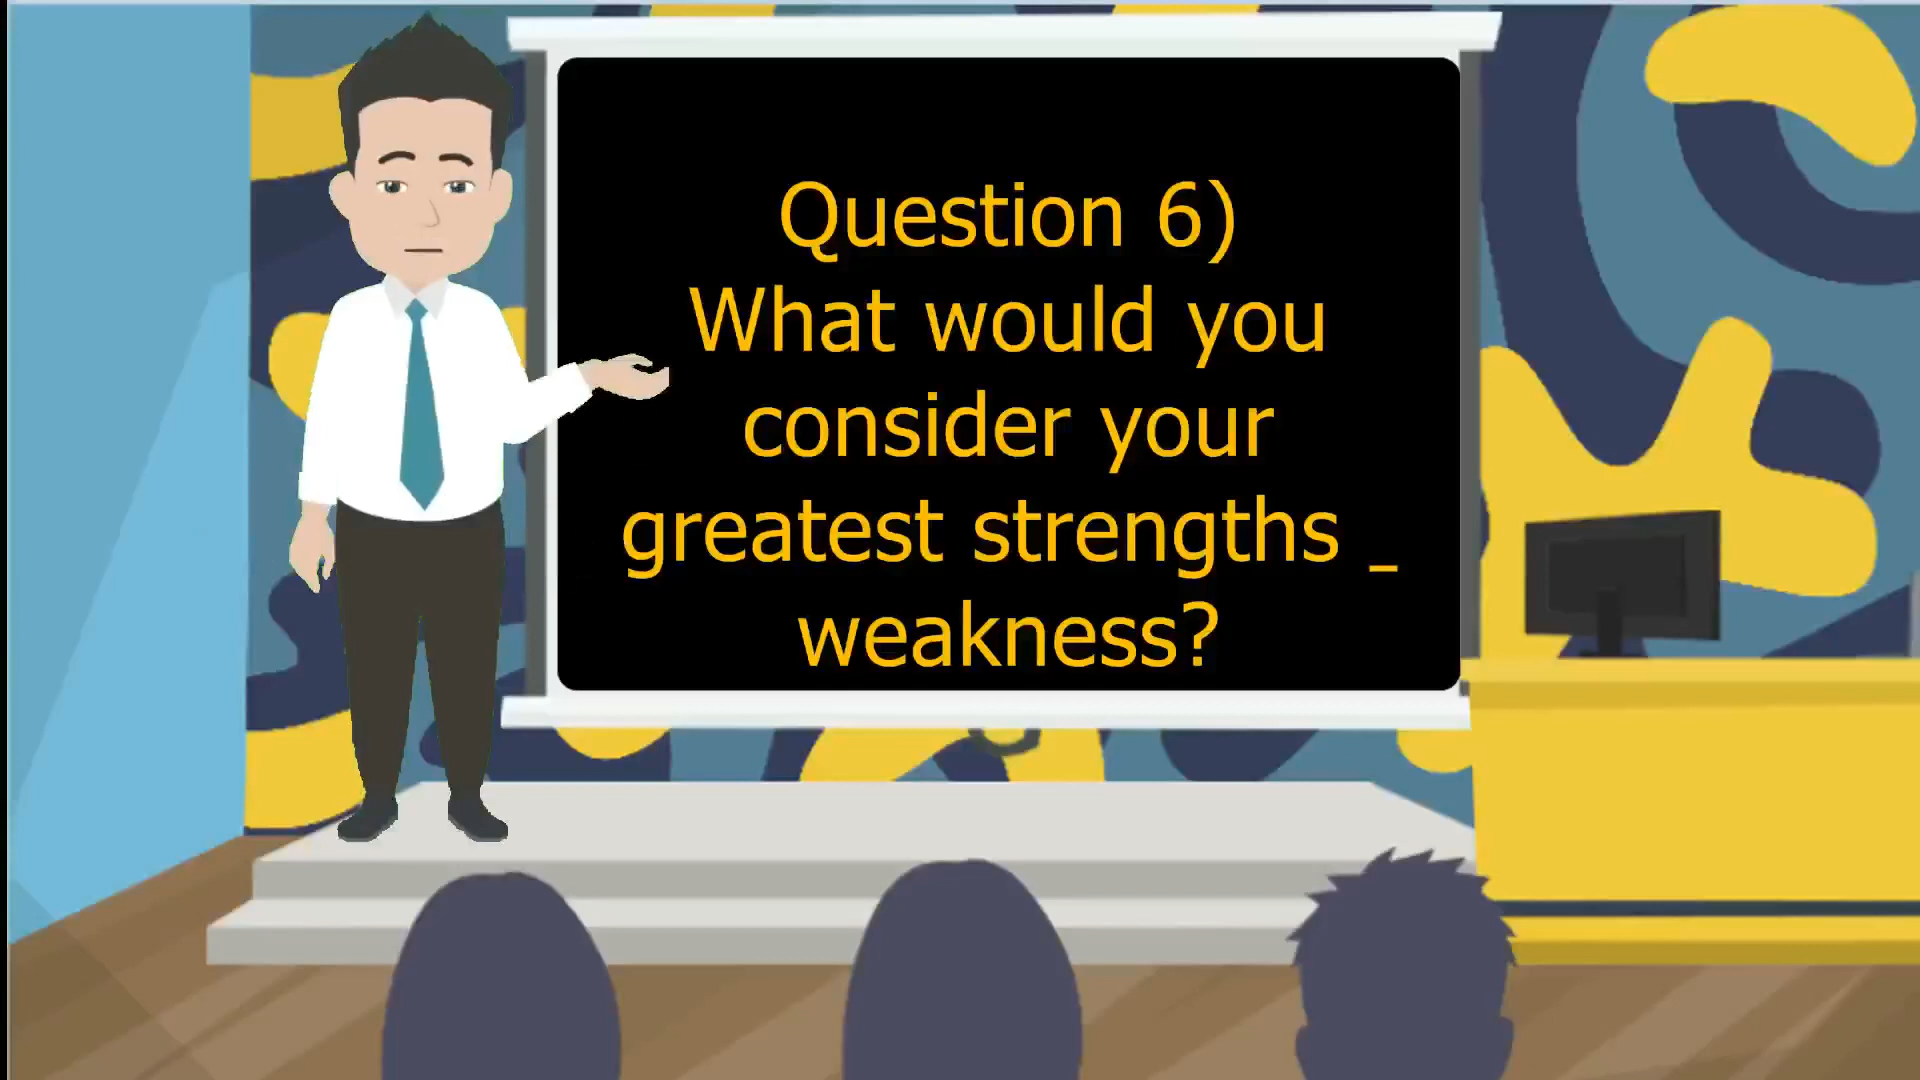 Question 6)
What would you
consider your
greatest strengths _
weakness?